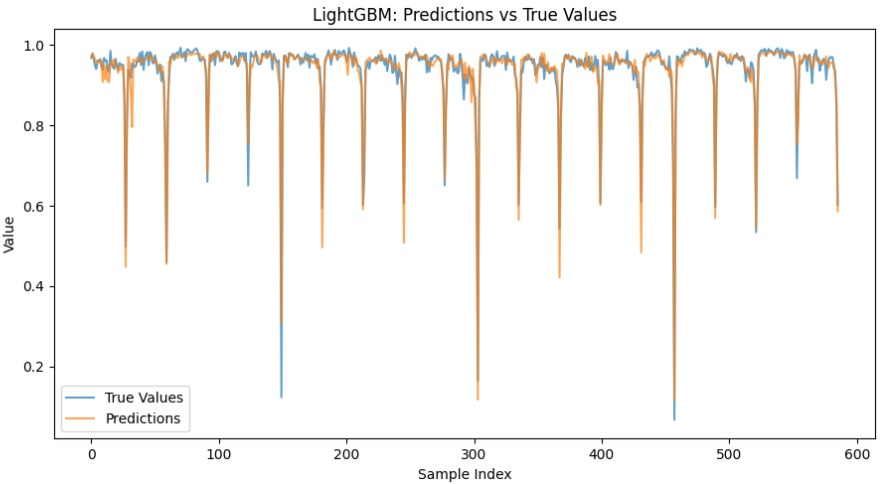 LightGBM: Predictions vs True Values
1.0
0.8
0.6
0.4
0.2
Value
True Values
Predictions
0 100 200 300 400 500 600
Sample Index